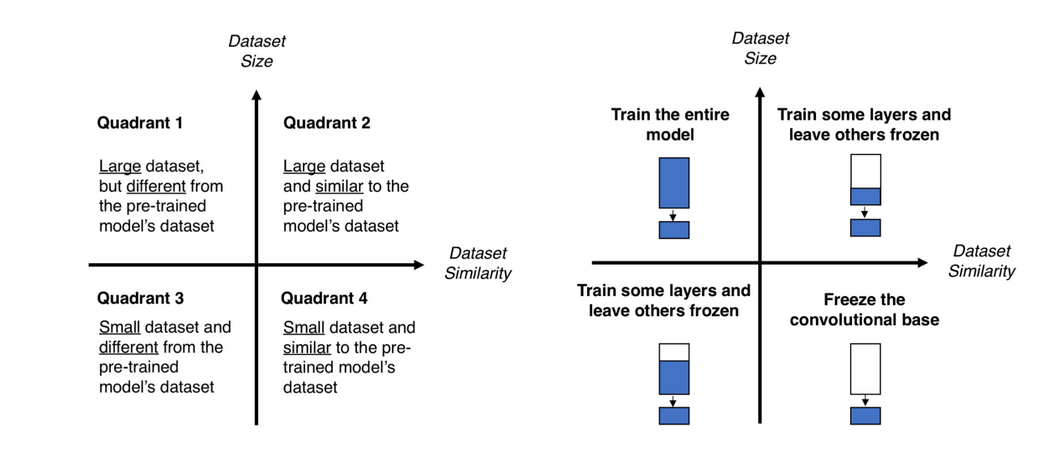 Dataset
Size
Quadrant 1
Large dataset,
but different from
the pre-trained
model's dataset
Quadrant 2
Large dataset
and similar to the
pre-trained
model's dataset
Dataset
Similarity
Quadrant 3
Small dataset and
different from the
pre-trained
model's dataset
Quadrant 4
Small dataset and
similar to the pre-
trained model's
dataset
Dataset
Size
Train the entire
model
Train some layers and
leave others frozen
Dataset
Similarity
Train some layers and
leave others frozen
Freeze the
convolutional base